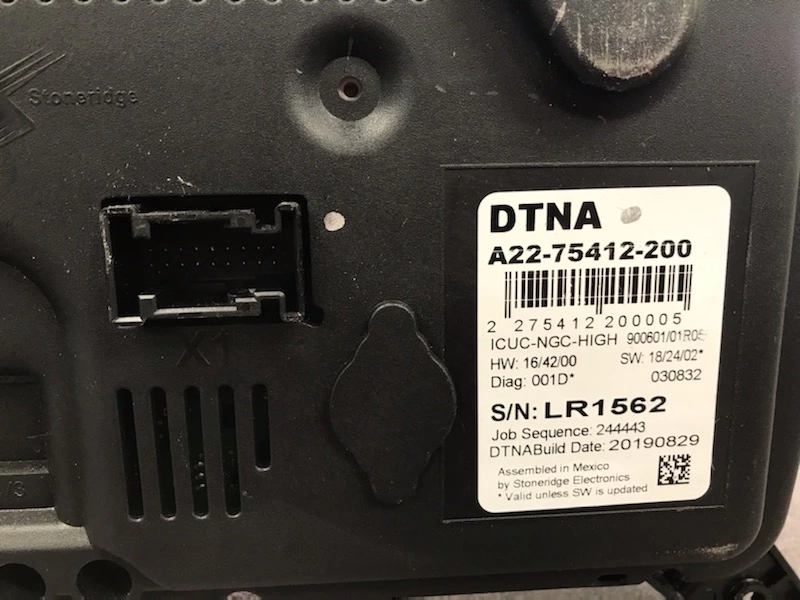 Stoneridge
X1
/3
DTNA
A22-75412-200
2 275412 200005
ICUC-NGC-HIGH 900601/01R05
HW: 16/42/00 SW: 18/24/02*
Diag: 001D* 030832
S/N: LR1562
Job Sequence: 244443
DTNABuild Date: 20190829
Assembled in Mexico
by Stoneridge Electronics
* Valid unless SW is updated